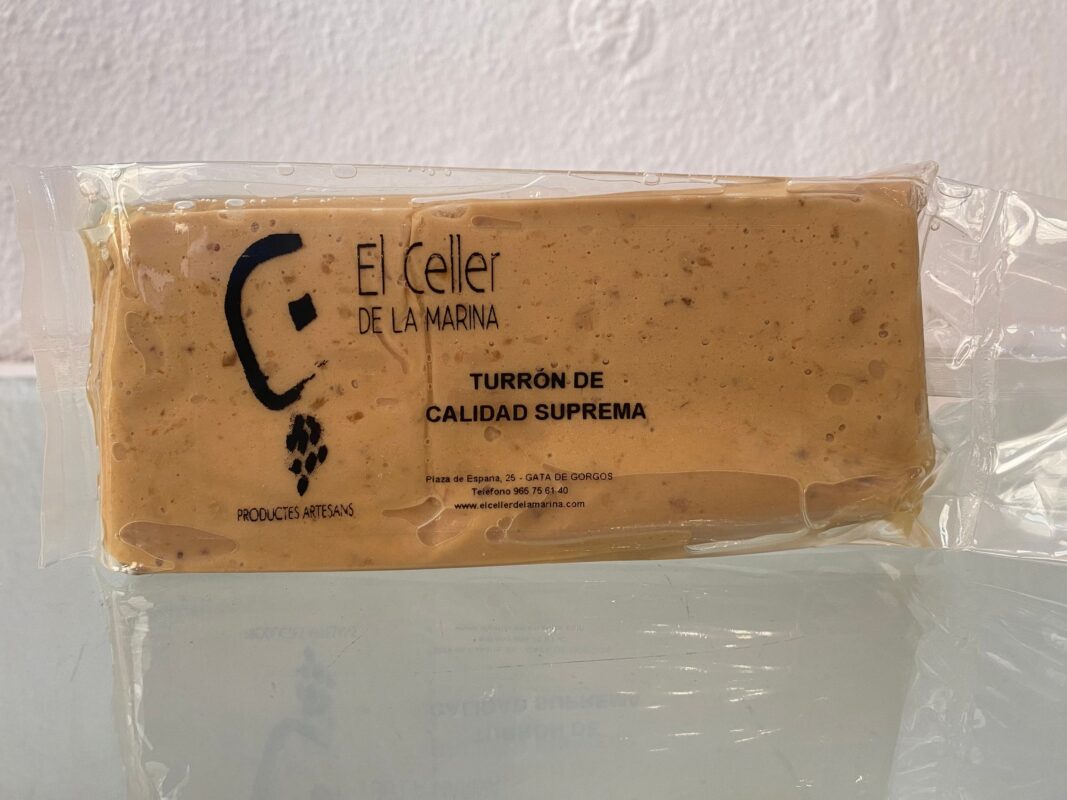 El Celler
DE LA MARINA
TURRÓN DE
CALIDAD SUPREMA
Plaza de España, 25 - GATA DE GORGOS
Teléfono 965 75 61 40
www.elcellerdelamarina.com
PRODUCTES ARTESANS